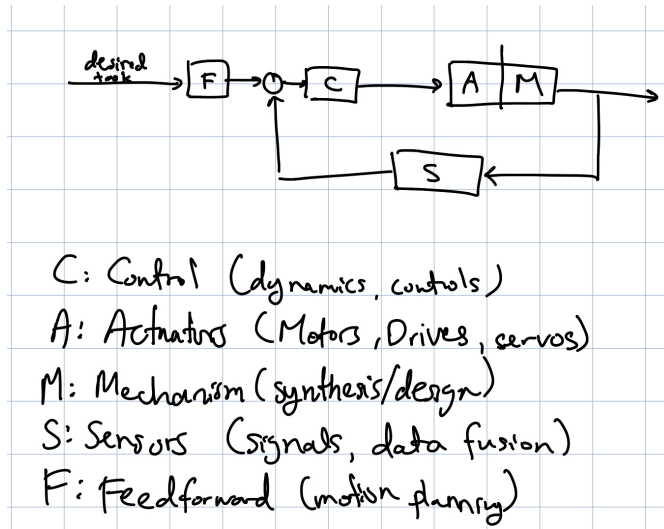 desired
task
F
C
A
M
S
C: Control (dynamics, controls)
A: Actuators (Motors, Drives, servos)
M: Mechanism (synthesis/design)
S: Sensors (signals, data fusion)
F: Feedforward (motion planning)